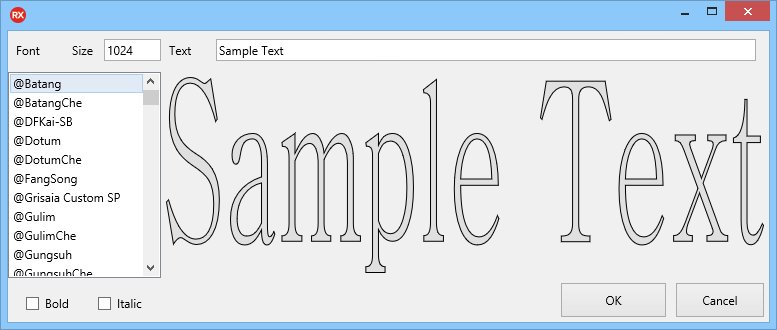 RX
Font Size 1024 Text Sample Text
@Batang
@BatangChe
@DFKai-SB
@Dotum
@DotumChe
@FangSong
@Grisaia Custom SP
@Gulim
@GulimChe
@Gungsuh
@GungsuhChe
Sample Text
Bold Italic
OK Cancel